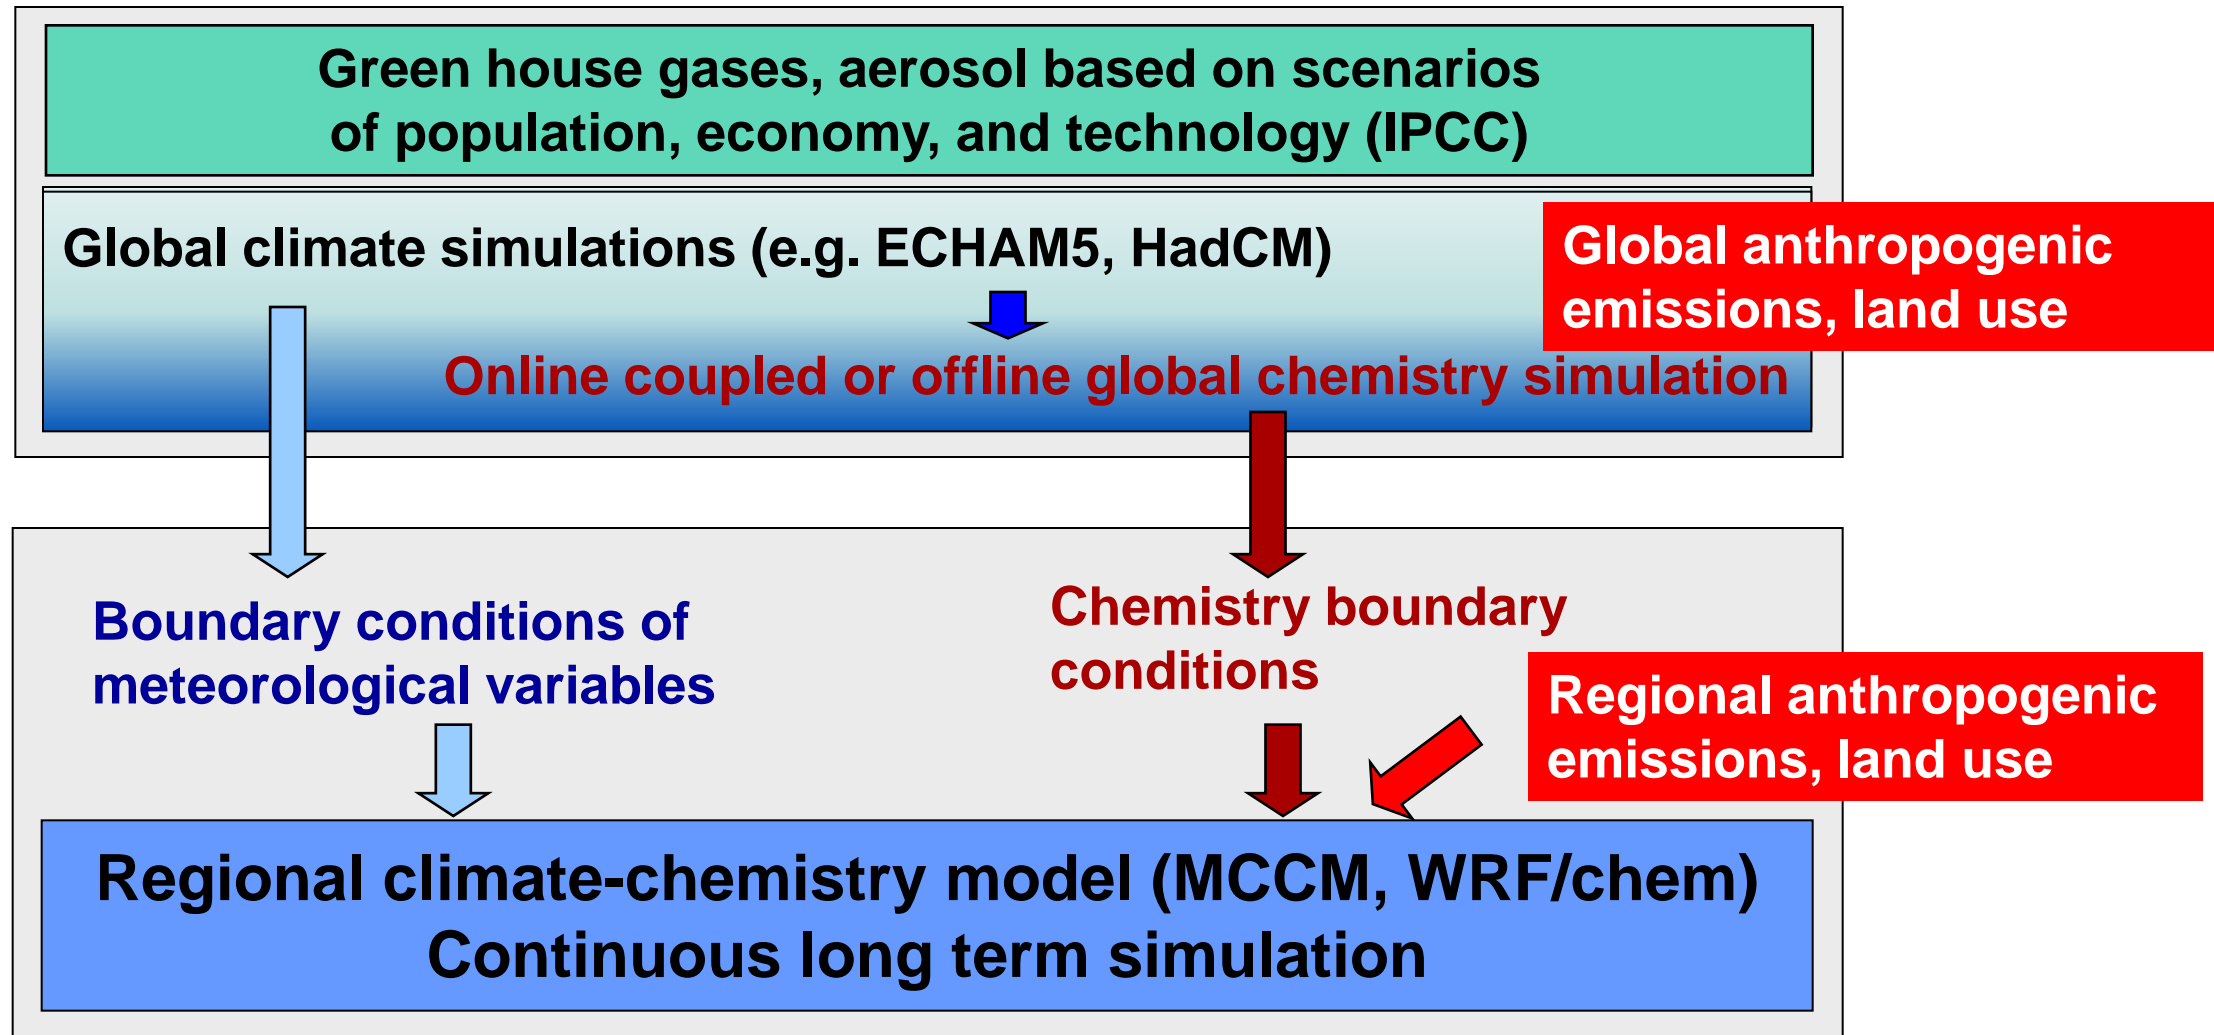 Green house gases, aerosol based on scenarios
of population, economy, and technology (IPCC)
Global climate simulations (e.g. ECHAM5, HadCM)
Global anthropogenic
emissions, land use
Online coupled or offline global chemistry simulation
Boundary conditions of
meteorological variables
Chemistry boundary
conditions
Regional anthropogenic
emissions, land use
Regional climate-chemistry model (MCCM, WRF/chem)
Continuous long term simulation